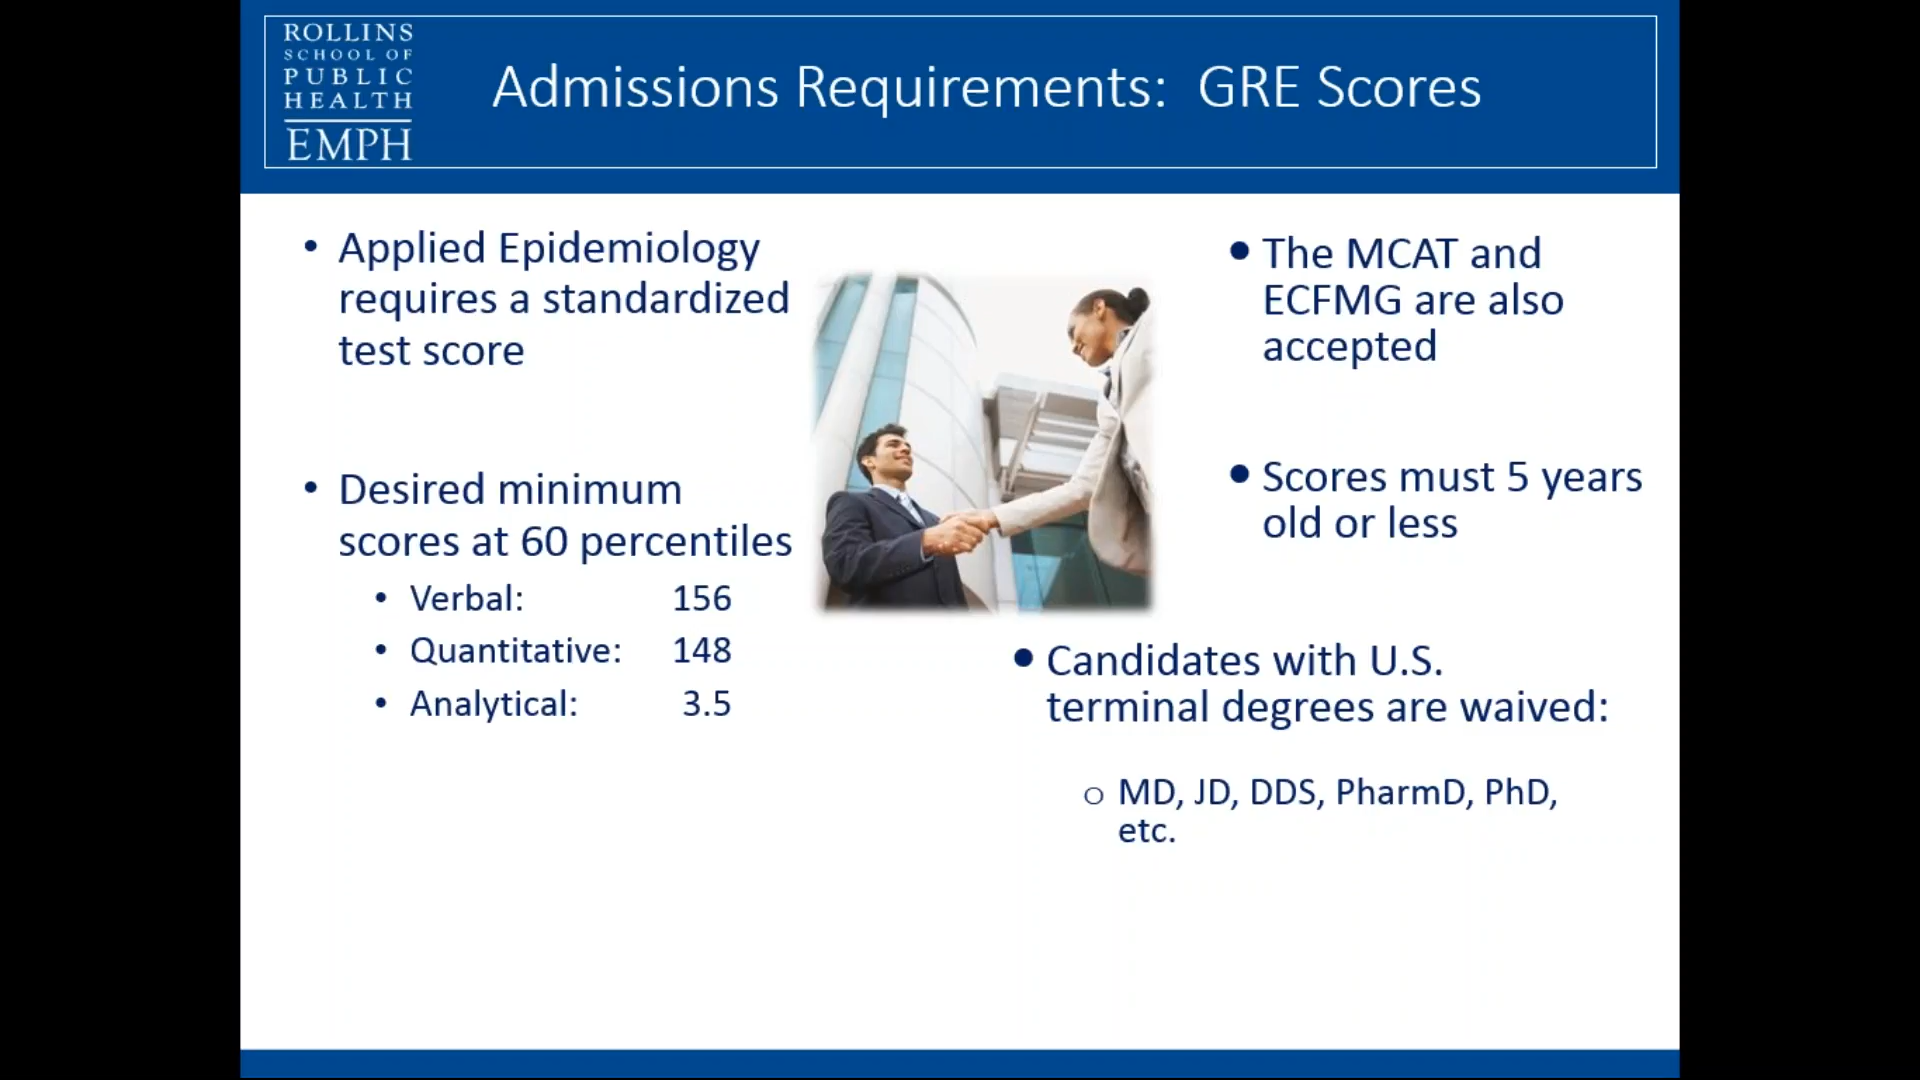 ROLLINS
SCHOOL OF
PUBLIC
HEALTH
EMPH
Admissions Requirements: GRE Scores
• Applied Epidemiology
requires a standardized
test score
• Desired minimum
scores at 60 percentiles
• Verbal: 156
• Quantitative: 148
• Analytical: 3.5
• The MCAT and
ECFMG are also
accepted
• Scores must 5 years
old or less
• Candidates with U.S.
terminal degrees are waived:
o MD, JD, DDS, PharmD, PhD,
etc.